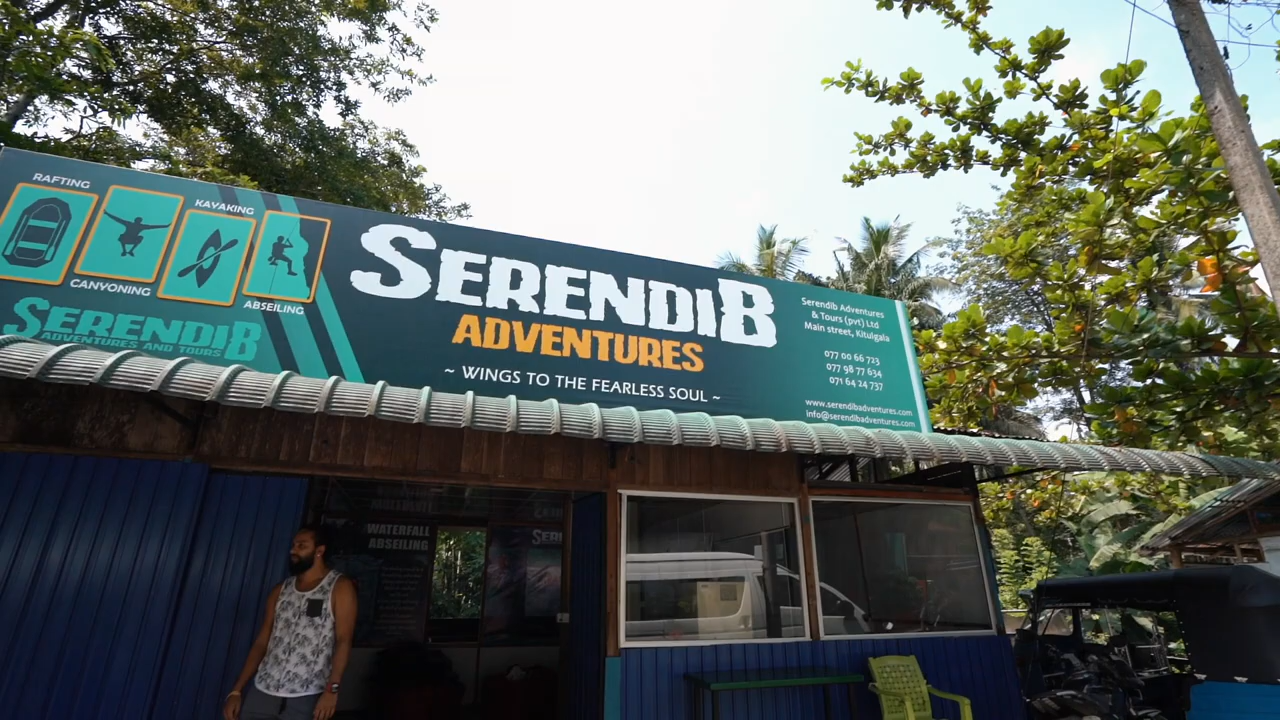 RAFTING
KAYAKING
CANYONING
ABSEILING
SERENDIB
ADVENTURES AND TOURS
SERENDIB
ADVENTURES
~ WINGS TO THE FEARLESS SOUL ~
Serendib Adventures
& Tours (pvt) Ltd
Main street, Kitulgala
077 00 66 723
077 98 77 634
071 64 24 737
www.serendibadventures.com
info@serendibadventures.com
WATERFALL
ABSEILING